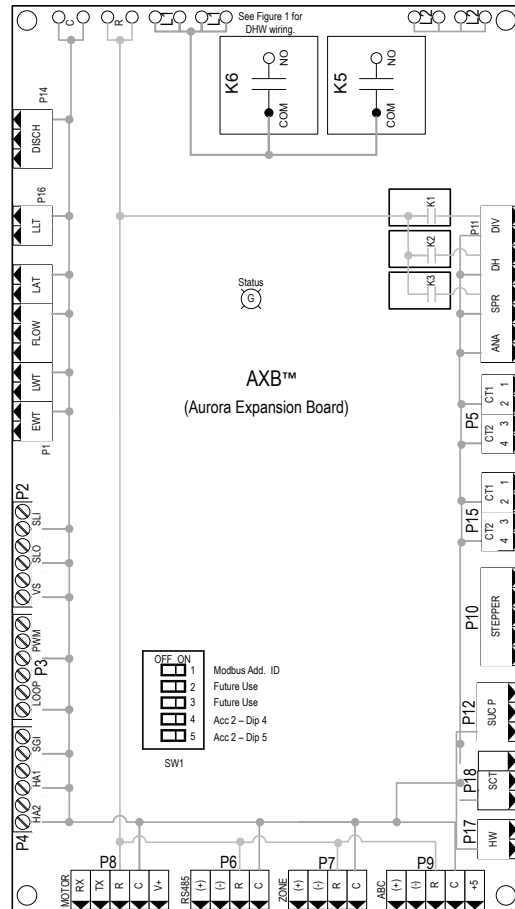 C
R
L1
L1
See Figure 1 for
DHW wiring.
L2
L2
K6
NO
COM
K5
NO
COM
P14
DISCH
P16
LLT
LAT
FLOW
LWT
EWT
P1
K1
K2
K3
P11
DIV
DH
SPR
ANA
Status
G
AXB™
(Aurora Expansion Board)
P5
CT1 1
2
CT2 3
4
P15
CT1 1
2
CT2 3
4
P2
SLI
SLO
VS
P3
PWM
LOOP
P10
STEPPER
OFF ON
1 Modbus Add. ID
2 Future Use
3 Future Use
4 Acc 2 – Dip 4
5 Acc 2 – Dip 5
SW1
P12
SUC P
P18
SCT
P17
HW
SGI
HA1
HA2
P4
P8
MOTOR
RX
TX
R
C
V+
P6
RS485
(+)
(-)
R
C
P7
ZONE
(+)
(-)
R
C
P9
ABC
(+)
(-)
R
C
+5